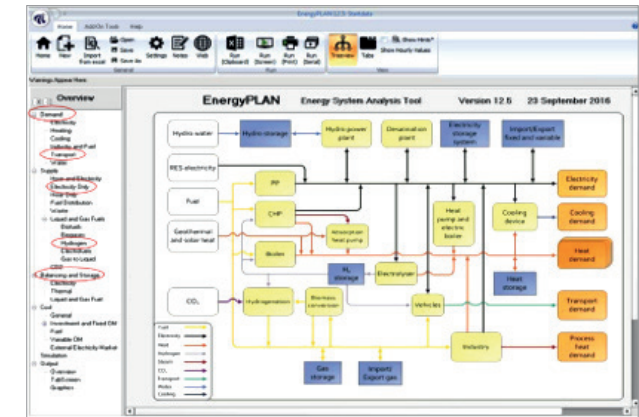 EnergyPLAN 12.5: Startdata
Home Add-On Tools Help
Home New Import from excel Open Save Save As Settings Notes Web Run (Clipboard) Run (Screen) Run (Print) Run (Serial) Treeview Tabs Show Hints? Show Hourly Values
General Run View
Warnings Appear Here
Overview
Demand
Electricity
Heating
Cooling
Industry and Fuel
Transport
Water
Supply
Heat and Electricity
Electricity Only
Heat Only
Fuel Distribution
Waste
Liquid and Gas Fuels
Biofuels
Biogases
Hydrogen
Electrofuels
Gas to Liquid
CO2
Balancing and Storage
Electricity
Thermal
Liquid and Gas Fuel
Cost
General
Investment and Fixed OM
Fuel
Variable OM
External Electricity Market
Simulation
Output
Overview
Graphics
EnergyPLAN Energy System Analysis Tool Version 12.5 23 September 2016
Hydro water
Hydro storage
Hydro power plant
Desalination plant
Electricity storage system
Import/Export fixed and variable
RES electricity
Fuel
Geothermal and solar heat
PP
CHP
Boiler
Absorption heat pump
Heat pump and electric boiler
Cooling device
Electricity demand
Cooling demand
Heat demand
H₂ storage
Electrolyser
Heat storage
CO₂
Hydrogenation
Biomass conversion
Vehicles
Transport demand
Industry
Process heat demand
Gas storage
Import/Export gas
Fuel
Electricity
Heat
Hydrogen
Steam
CO₂
Transport
Water
Cooling